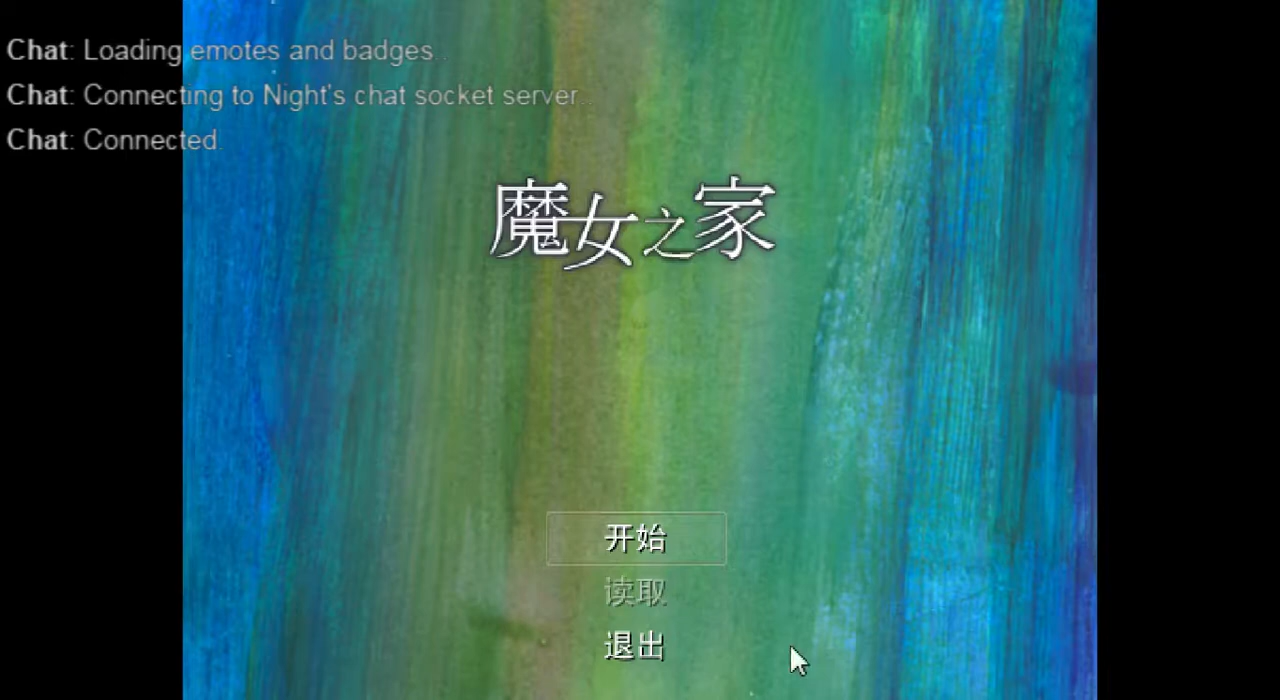 Chat: Loading emotes and badges..
Chat: Connecting to Night's chat socket server..
Chat: Connected.
魔女之家
开始
读取
退出